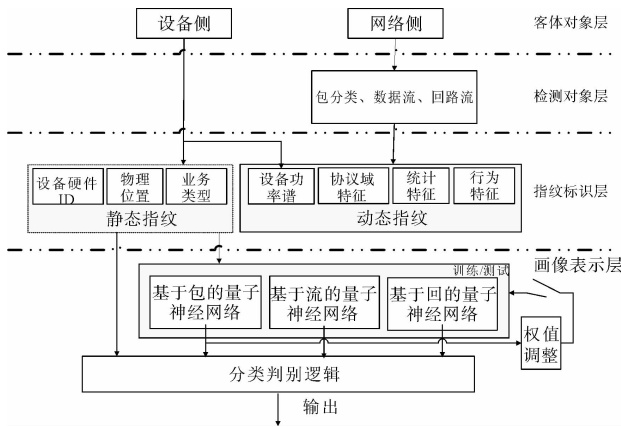 设备侧
网络侧
客体对象层
包分类、数据流、回路流
检测对象层
设备硬件
ID
物理
位置
业务
类型
静态指纹
设备功
率谱
协议域
特征
统计
特征
行为
特征
动态指纹
指纹标识层
训练/测试
画像表示层
基于包的量子
神经网络
基于流的量子
神经网络
基于回的量子
神经网络
权值
调整
分类判别逻辑
输出